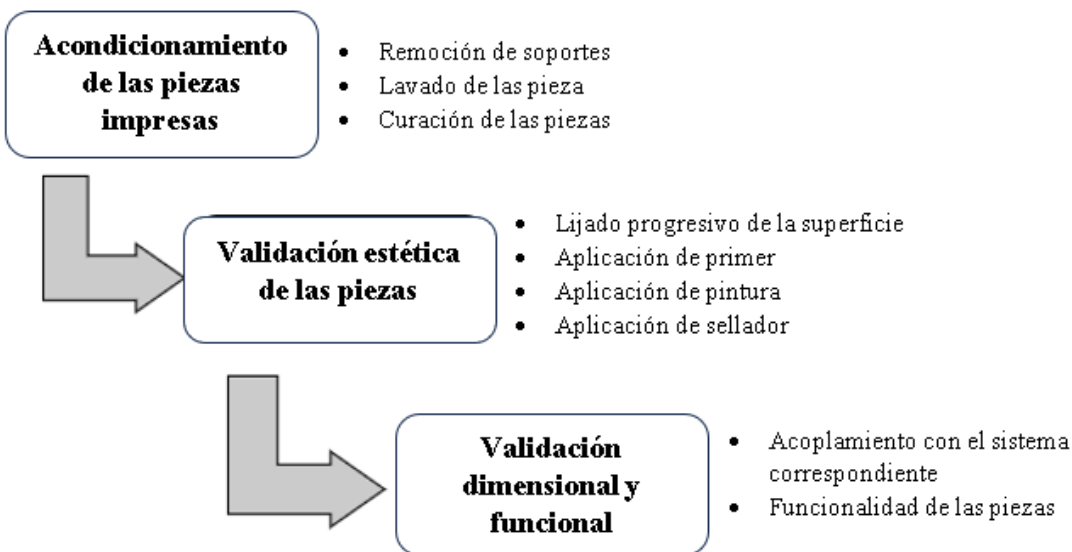 Acondicionamiento
de las piezas
impresas
• Remoción de soportes
• Lavado de las pieza
• Curación de las piezas
Validación estética
de las piezas
• Lijado progresivo de la superficie
• Aplicación de primer
• Aplicación de pintura
• Aplicación de sellador
Validación
dimensional y
funcional
• Acoplamiento con el sistema
correspondiente
• Funcionalidad de las piezas